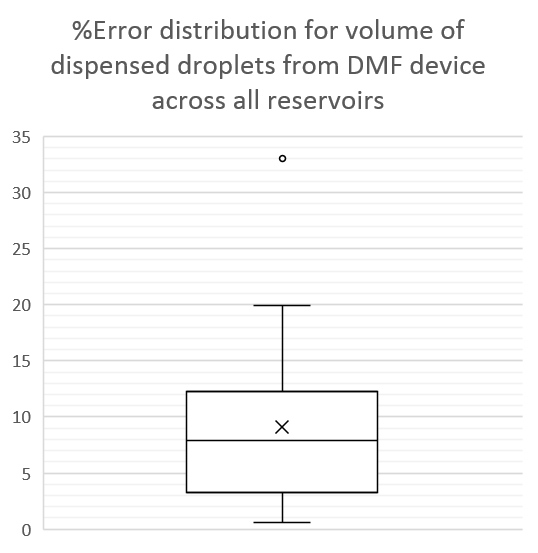 %Error distribution for volume of
dispensed droplets from DMF device
across all reservoirs
35
30
25
20
15
10
5
0